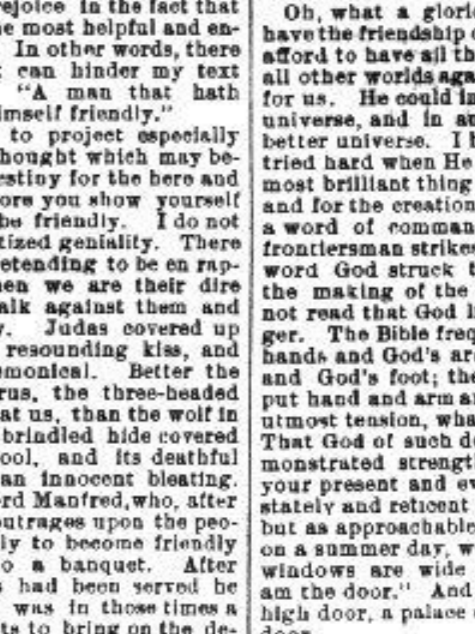 rejoice in the fact that
e most helpful and en-
In other words, there
can hinder my text
"A man that hath
imself friendly."
to project especially
hought which may be-
estiny for the here and
ore you show yourself
be friendly. I do not
tized geniality. There
etending to be en rap-
en we are their dire
alk against them and
y. Judas covered up
resounding kiss, and
emonical. Better the
rus, the three-headed
at us, than the wolf in
brindled hide covered
ool, and its deathful
an innocent bleating.
rd Manfred, who, after
outrages upon the peo-
ly to become friendly
o a banquet. After
had been served he
was in those times a
ts to bring on the de-
Oh, what a glori
have the friendship
afford to have all th
all other worlds aga
for us. He could
universe, and in
better universe. I
tried hard when He
most brilliant thing
and for the creation
a word of comman
frontiersman strikes
word God struck
the making of the
not read that God
ger. The Bible freq
hands and God's ar
and God's foot; the
put hand and arm a
utmost tension, wha
That God of such d
monstrated strengt
your present and ev
stately and reticent
but as approachable
on a summer day, w
windows are wide
am the door." And
high door, a palace
door